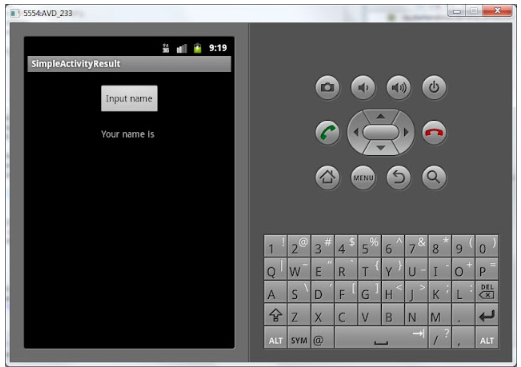 5554:AVD_233
9:19
SimpleActivityResult
Input name
Your name is
MENU
1 ! 2 @ 3 # 4 $ 5 % 6 ^ 7 & 8 * 9 ( 0 )
Q | W ~ E " R ` T { Y } U _ I - O + P =
A S \ D ' F [ G ] H < J > K ; L : DEL
Z X C V B N M .
ALT SYM @ / ? , ALT